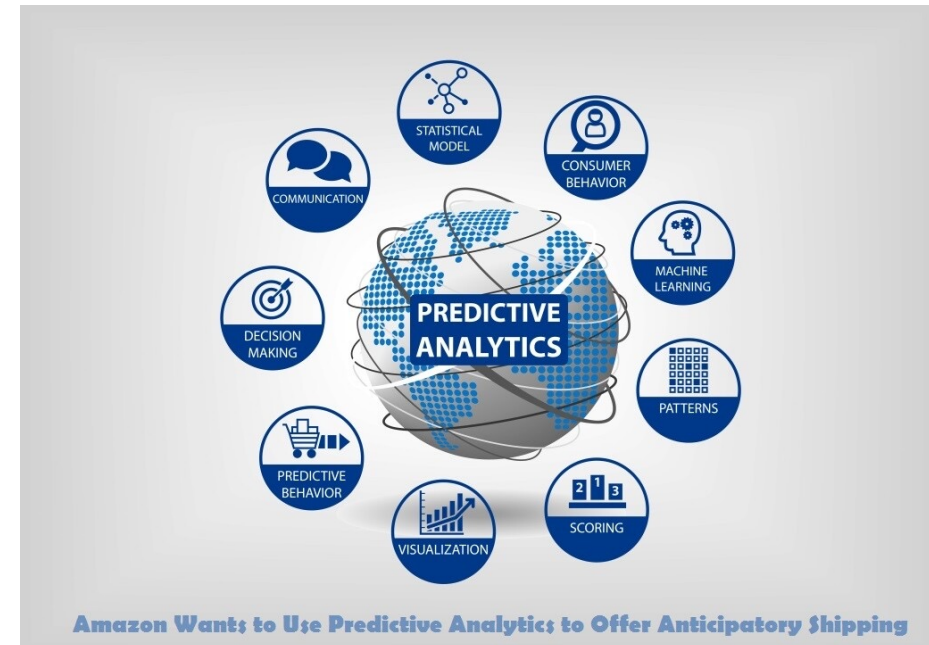 STATISTICAL
MODEL
CONSUMER
BEHAVIOR
COMMUNICATION
MACHINE
LEARNING
PREDICTIVE
ANALYTICS
DECISION
MAKING
PATTERNS
PREDICTIVE
BEHAVIOR
2 1 3
SCORING
VISUALIZATION
Amazon Wants to Use Predictive Analytics to Offer Anticipatory Shipping